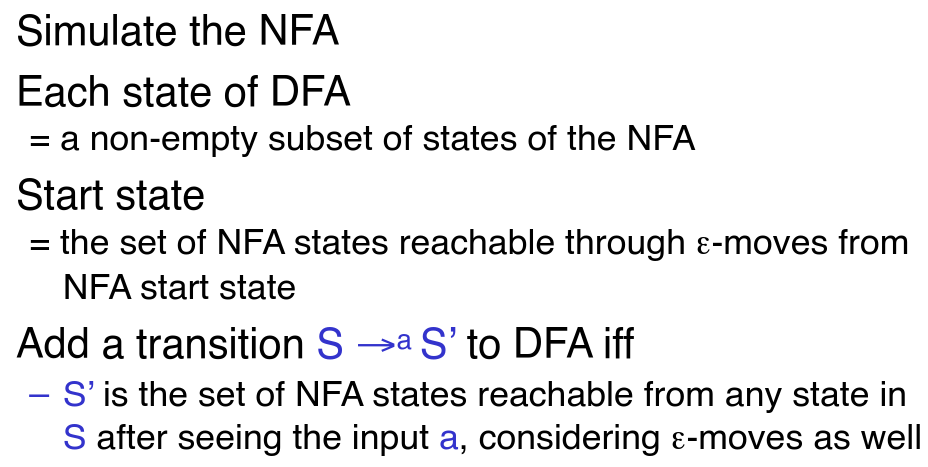 Simulate the NFA
Each state of DFA
= a non-empty subset of states of the NFA
Start state
= the set of NFA states reachable through ε-moves from
NFA start state
Add a transition S →ᵃ S’ to DFA iff
– S’ is the set of NFA states reachable from any state in
S after seeing the input a, considering ε-moves as well